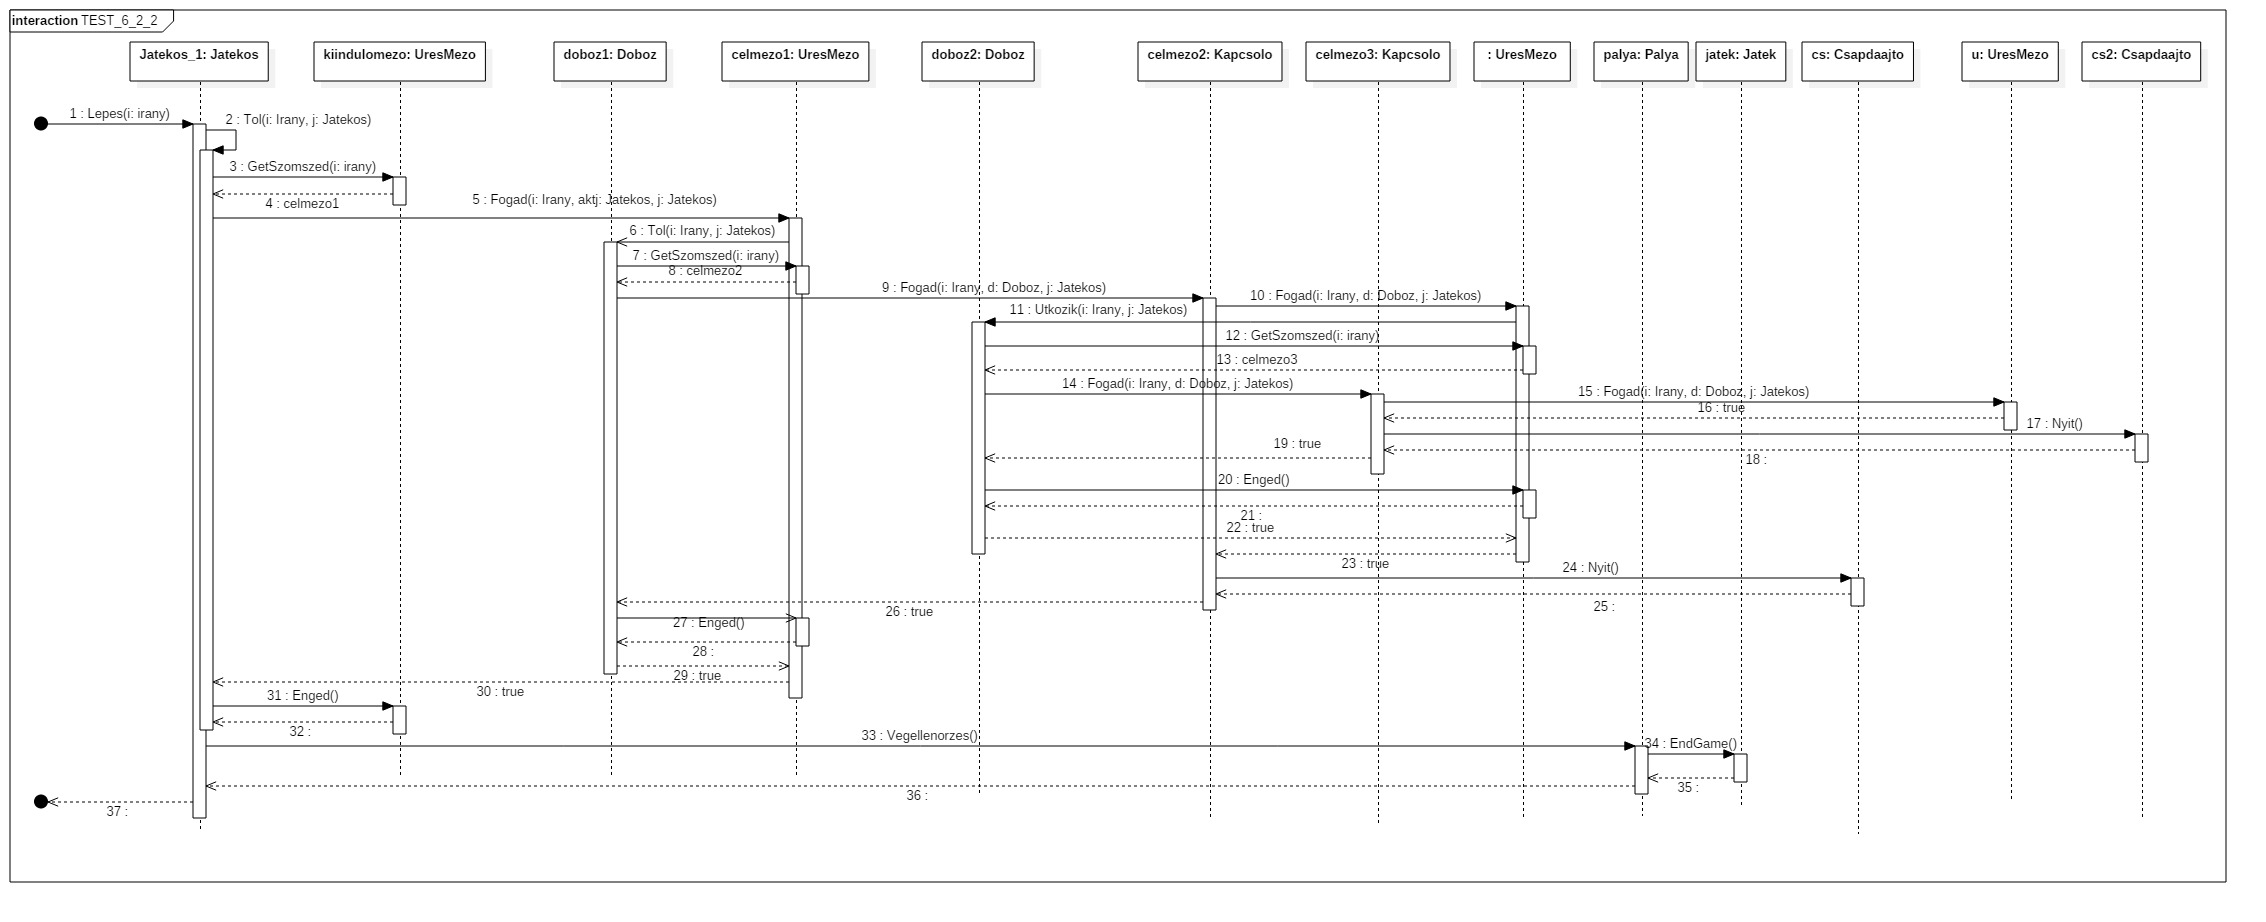 interaction TEST_6_2_2
Jatekos_1: Jatekos
kiindulomezo: UresMezo
doboz1: Doboz
celmezo1: UresMezo
doboz2: Doboz
celmezo2: Kapcsolo
celmezo3: Kapcsolo
: UresMezo
palya: Palya
jatek: Jatek
cs: Csapdaajto
u: UresMezo
cs2: Csapdaajto
1 : Lepes(i: irany)
2 : Tol(i: Irany, j: Jatekos)
3 : GetSzomszed(i: irany)
4 : celmezo1
5 : Fogad(i: Irany, aktj: Jatekos, j: Jatekos)
6 : Tol(i: Irany, j: Jatekos)
7 : GetSzomszed(i: irany)
8 : celmezo2
9 : Fogad(i: Irany, d: Doboz, j: Jatekos)
10 : Fogad(i: Irany, d: Doboz, j: Jatekos)
11 : Utkozik(i: Irany, j: Jatekos)
12 : GetSzomszed(i: irany)
13 : celmezo3
14 : Fogad(i: Irany, d: Doboz, j: Jatekos)
15 : Fogad(i: Irany, d: Doboz, j: Jatekos)
16 : true
17 : Nyit()
18 :
19 : true
20 : Enged()
21 :
22 : true
23 : true
24 : Nyit()
25 :
26 : true
27 : Enged()
28 :
29 : true
30 : true
31 : Enged()
32 :
33 : Vegellenorzes()
34 : EndGame()
35 :
36 :
37 :